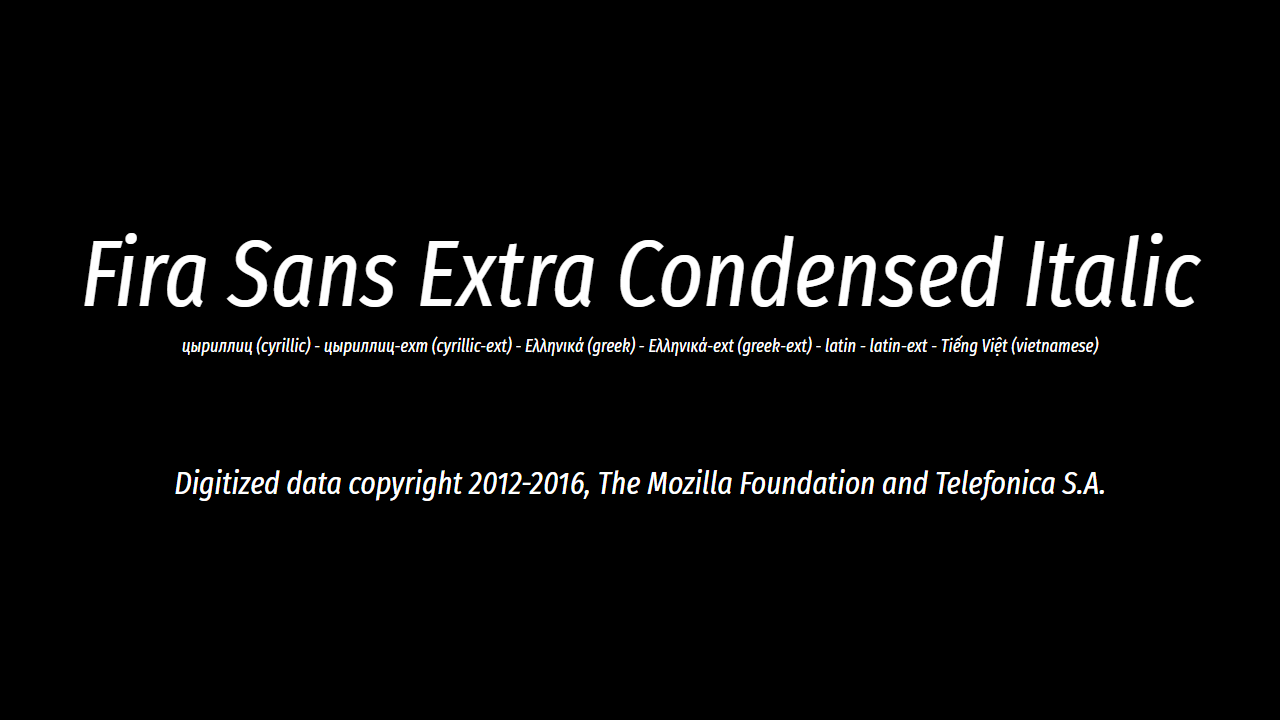 Fira Sans Extra Condensed Italic
цыриллиц (cyrillic) - цыриллиц-ext (cyrillic-ext) - Ελληνικά (greek) - Ελληνικά-ext (greek-ext) - latin - latin-ext - Tiếng Việt (vietnamese)
Digitized data copyright 2012-2016, The Mozilla Foundation and Telefonica S.A.